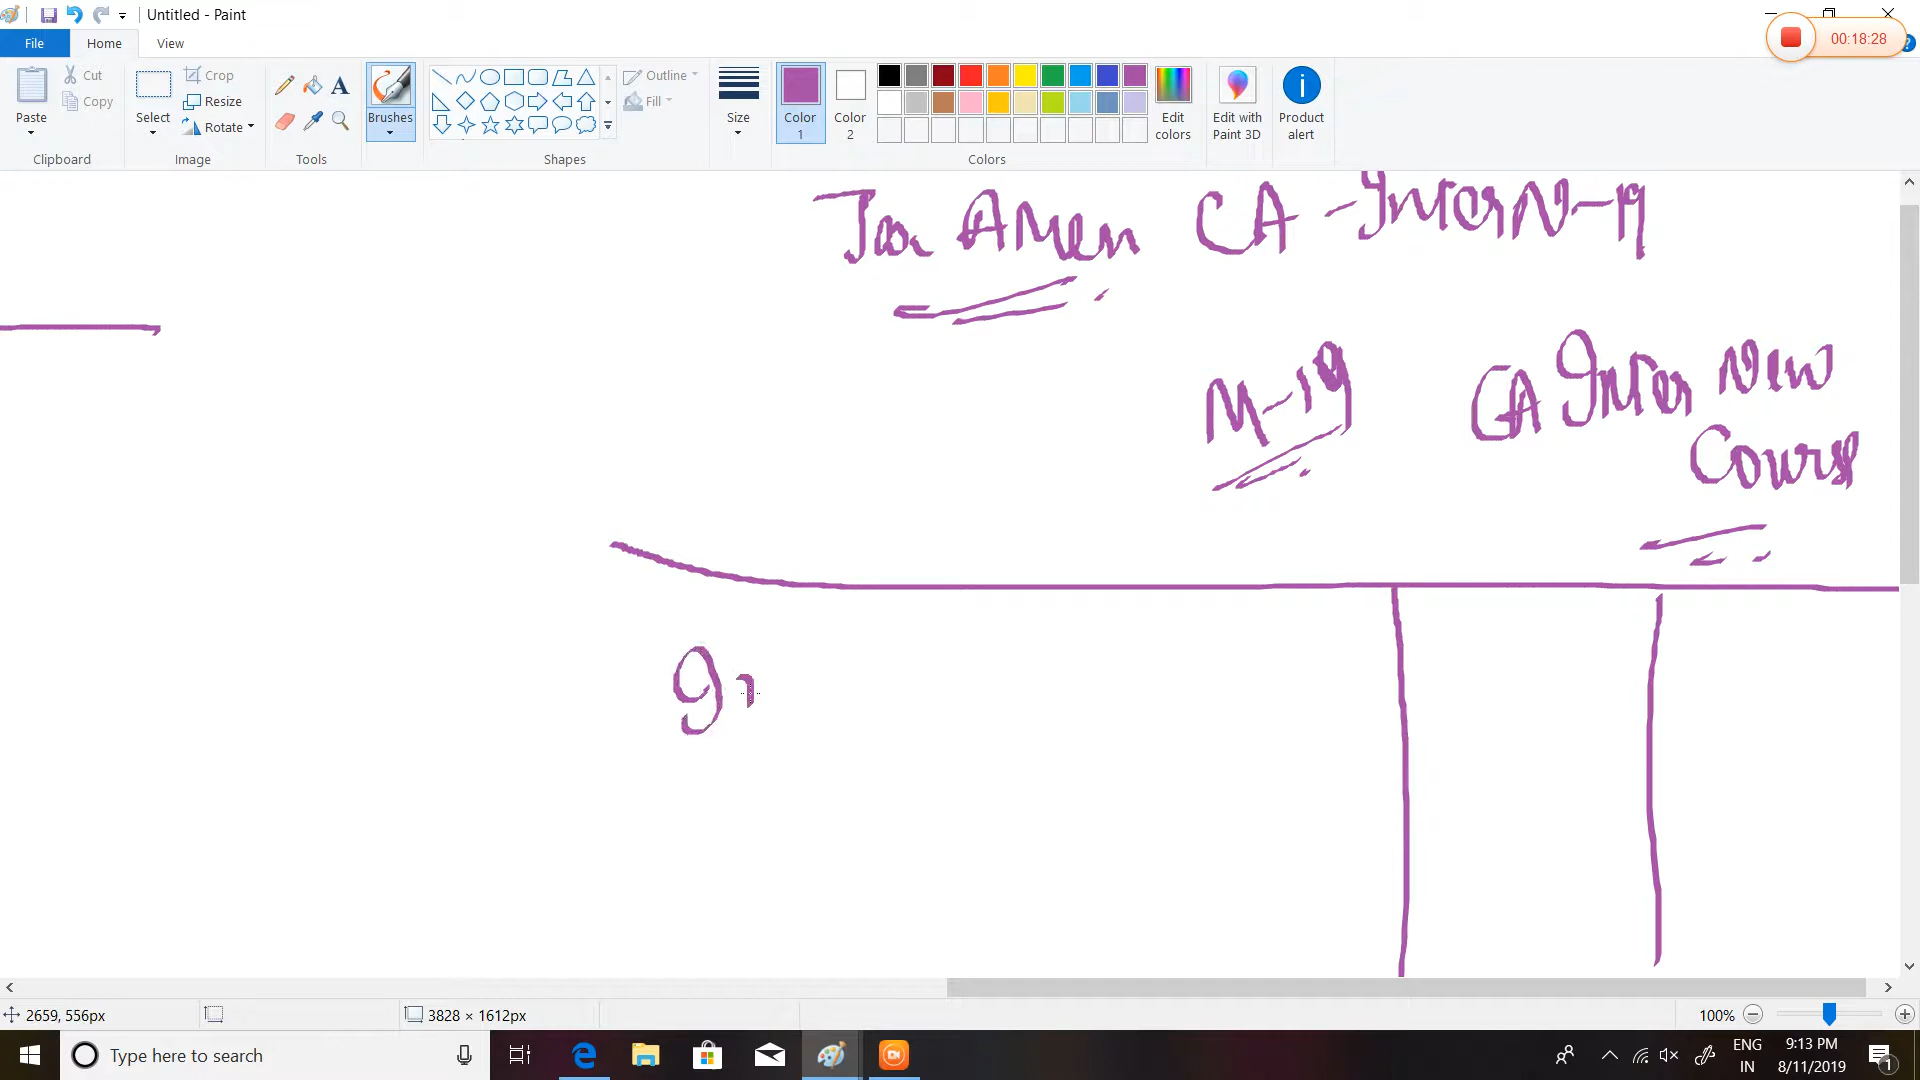 Untitled - Paint
00:18:28
File Home View
Paste Cut Copy Clipboard
Select Crop Resize Rotate Image
Tools
Brushes
Outline Fill Shapes
Size
Color 1 Color 2
Colors
Edit colors
Edit with Paint 3D
Product alert
Tax Amen CA - Inter N-19
M-19 CA Inter New
Course
2659, 556px 3828 × 1612px 100%
Type here to search
ENG IN
9:13 PM
8/11/2019
1